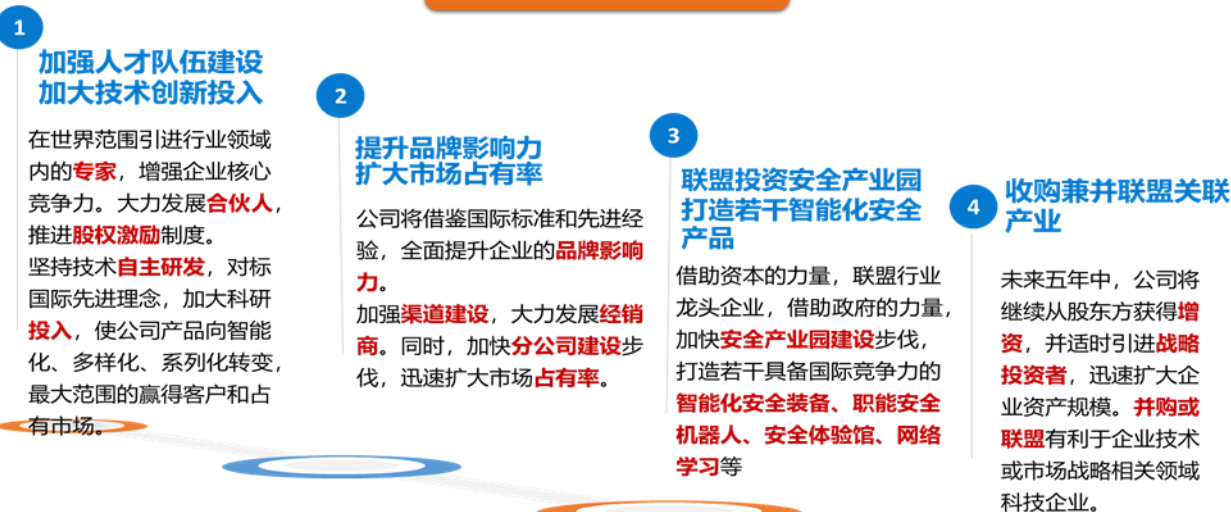 1
加强人才队伍建设
加大技术创新投入
在世界范围引进行业领域
内的专家，增强企业核心
竞争力。大力发展合伙人，
推进股权激励制度。
坚持技术自主研发，对标
国际先进理念，加大科研
投入，使公司产品向智能
化、多样化、系列化转变，
最大范围的赢得客户和占
有市场。
2
提升品牌影响力
扩大市场占有率
公司将借鉴国际标准和先进经
验，全面提升企业的品牌影响
力。
加强渠道建设，大力发展经销
商。同时，加快分公司建设步
伐，迅速扩大市场占有率。
3
联盟投资安全产业园
打造若干智能化安全
产品
借助资本的力量，联盟行业
龙头企业，借助政府的力量，
加快安全产业园建设步伐，
打造若干具备国际竞争力的
智能化安全装备、职能安全
机器人、安全体验馆、网络
学习等
4
收购兼并联盟关联
产业
未来五年中，公司将
继续从股东方获得增
资，并适时引进战略
投资者，迅速扩大企
业资产规模。并购或
联盟有利于企业技术
或市场战略相关领域
科技企业。